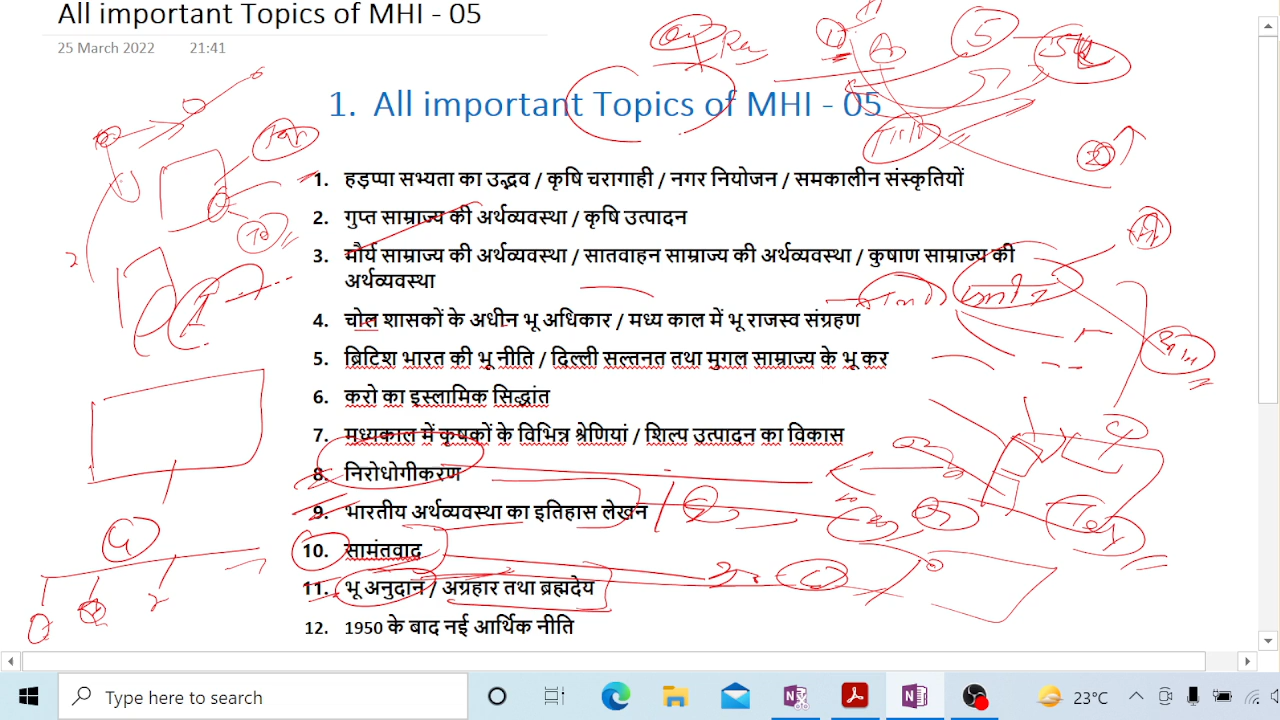 All important Topics of MHI - 05
25 March 2022 21:41
1. All important Topics of MHI - 05
1. हड़प्पा सभ्यता का उद्भव / कृषि चरागाही / नगर नियोजन / समकालीन संस्कृतियों
2. गुप्त साम्राज्य की अर्थव्यवस्था / कृषि उत्पादन
3. मौर्य साम्राज्य की अर्थव्यवस्था / सातवाहन साम्राज्य की अर्थव्यवस्था / कुषाण साम्राज्य की
अर्थव्यवस्था
4. चोल शासकों के अधीन भू अधिकार / मध्य काल में भू राजस्व संग्रहण
5. ब्रिटिश भारत की भू नीति / दिल्ली सल्तनत तथा मुगल साम्राज्य के भू कर
6. करो का इस्लामिक सिद्धांत
7. मध्यकाल में कृषकों के विभिन्न श्रेणियां / शिल्प उत्पादन का विकास
8. निरोधोगीकरण
9. भारतीय अर्थव्यवस्था का इतिहास लेखन
10. सामंतवाद
11. भू अनुदान / अग्रहार तथा ब्रह्मदेय
12. 1950 के बाद नई आर्थिक नीति
Type here to search
23°C